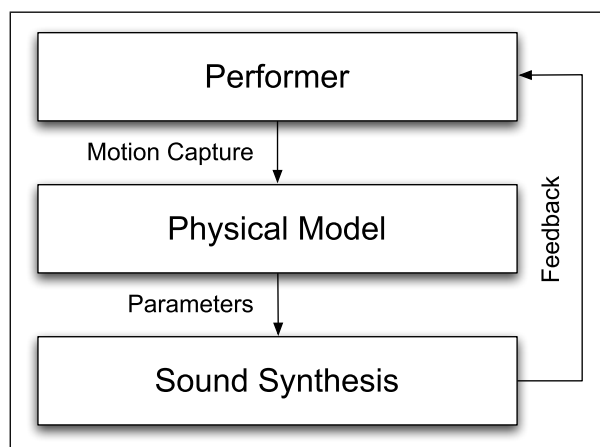 Performer
Motion Capture
Physical Model
Feedback
Parameters
Sound Synthesis